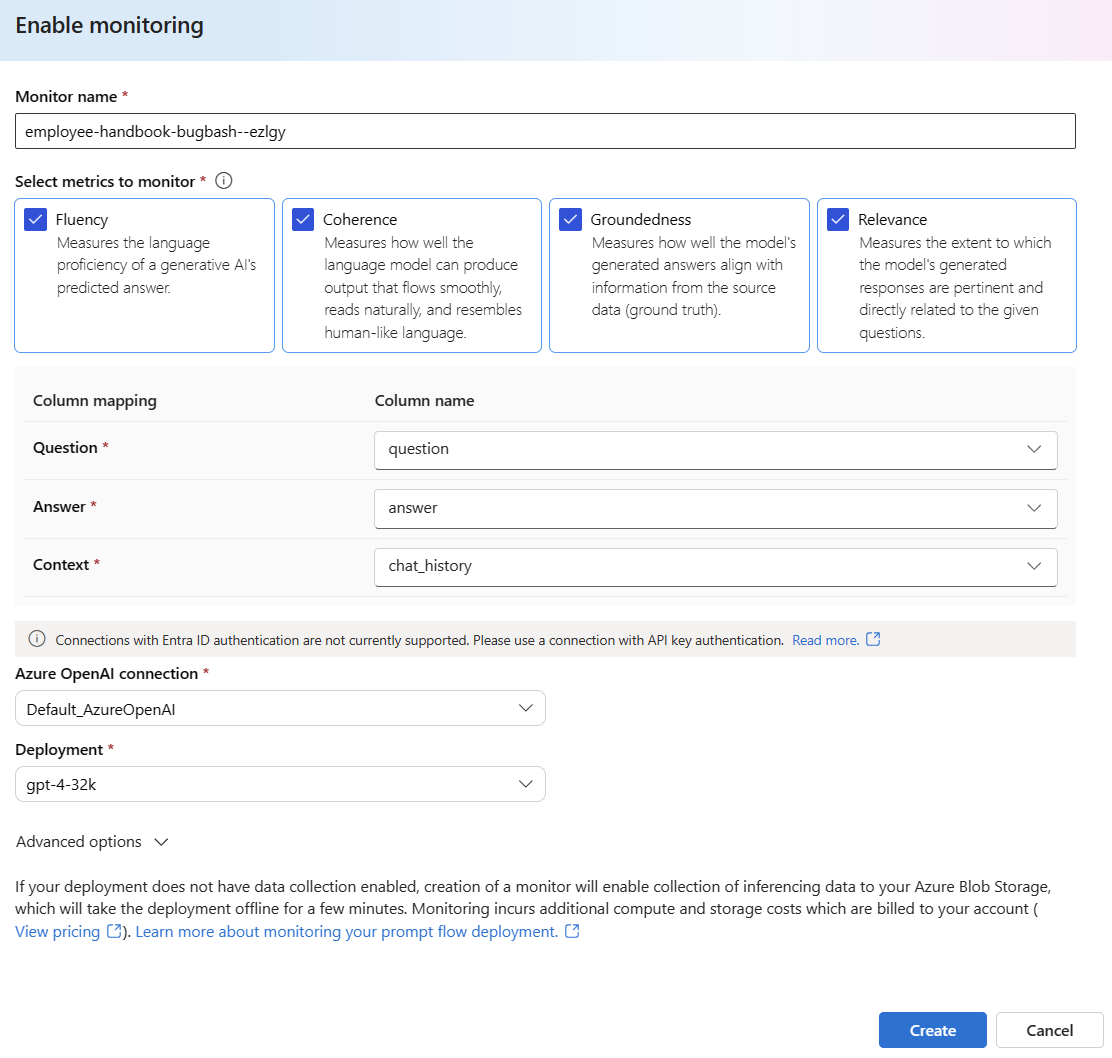 Enable monitoring
Monitor name *
employee-handbook-bugbash--ezlgy
Select metrics to monitor *
Fluency
Measures the language
proficiency of a generative AI's
predicted answer.
Coherence
Measures how well the
language model can produce
output that flows smoothly,
reads naturally, and resembles
human-like language.
Groundedness
Measures how well the model's
generated answers align with
information from the source
data (ground truth).
Relevance
Measures the extent to which
the model's generated
responses are pertinent and
directly related to the given
questions.
Column mapping Column name
Question * question
Answer * answer
Context * chat_history
Connections with Entra ID authentication are not currently supported. Please use a connection with API key authentication. Read more.
Azure OpenAI connection *
Default_AzureOpenAI
Deployment *
gpt-4-32k
Advanced options
If your deployment does not have data collection enabled, creation of a monitor will enable collection of inferencing data to your Azure Blob Storage,
which will take the deployment offline for a few minutes. Monitoring incurs additional compute and storage costs which are billed to your account (
View pricing ). Learn more about monitoring your prompt flow deployment.
Create Cancel